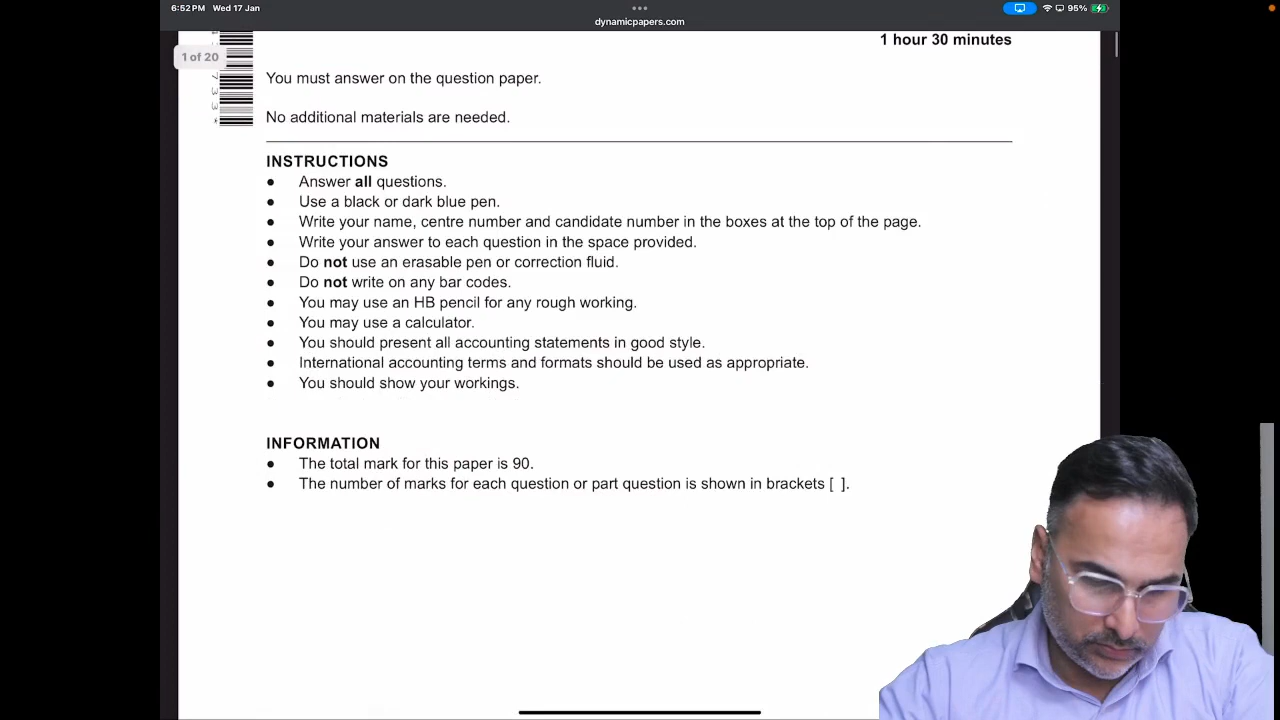 6:52 PM Wed 17 Jan
95%
dynamicpapers.com
1 hour 30 minutes
1 of 20
You must answer on the question paper.
No additional materials are needed.
INSTRUCTIONS
● Answer all questions.
● Use a black or dark blue pen.
● Write your name, centre number and candidate number in the boxes at the top of the page.
● Write your answer to each question in the space provided.
● Do not use an erasable pen or correction fluid.
● Do not write on any bar codes.
● You may use an HB pencil for any rough working.
● You may use a calculator.
● You should present all accounting statements in good style.
● International accounting terms and formats should be used as appropriate.
● You should show your workings.
INFORMATION
● The total mark for this paper is 90.
● The number of marks for each question or part question is shown in brackets [ ].